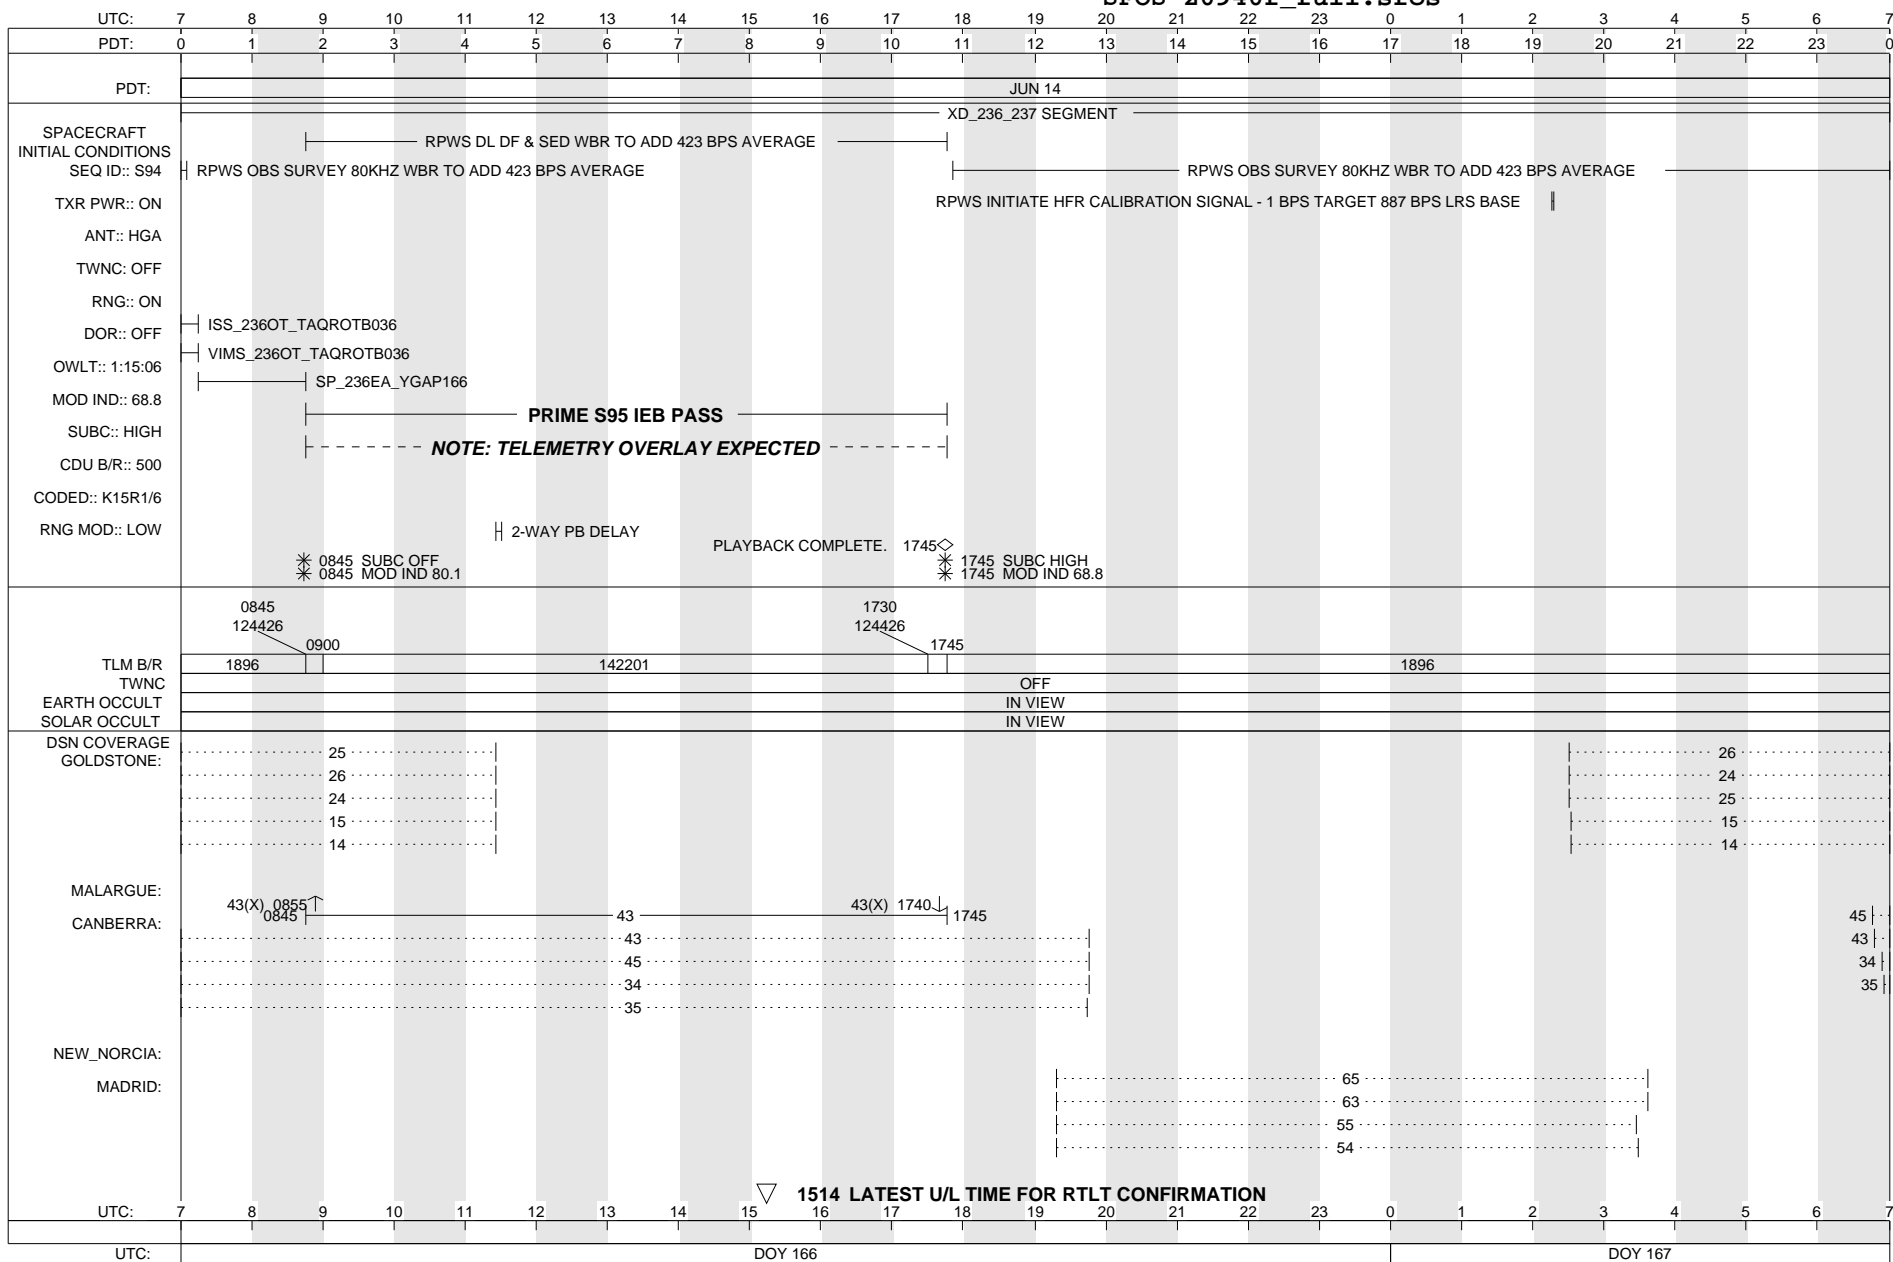 UTC: 7 8 9 10 11 12 13 14 15 16 17 18 19 20 21 22 23 0 1 2 3 4 5 6 7
PDT: 0 1 2 3 4 5 6 7 8 9 10 11 12 13 14 15 16 17 18 19 20 21 22 23 0
PDT: JUN 14
XD_236_237 SEGMENT
SPACECRAFT
INITIAL CONDITIONS
RPWS DL DF & SED WBR TO ADD 423 BPS AVERAGE
SEQ ID:: S94
RPWS OBS SURVEY 80KHZ WBR TO ADD 423 BPS AVERAGE
RPWS OBS SURVEY 80KHZ WBR TO ADD 423 BPS AVERAGE
TXR PWR:: ON
RPWS INITIATE HFR CALIBRATION SIGNAL - 1 BPS TARGET 887 BPS LRS BASE
ANT:: HGA
TWNC: OFF
RNG:: ON
ISS_236OT_TAQROTB036
DOR:: OFF
VIMS_236OT_TAQROTB036
OWLT:: 1:15:06
SP_236EA_YGAP166
MOD IND:: 68.8
PRIME S95 IEB PASS
SUBC:: HIGH
NOTE: TELEMETRY OVERLAY EXPECTED
CDU B/R:: 500
CODED:: K15R1/6
RNG MOD:: LOW
2-WAY PB DELAY
PLAYBACK COMPLETE. 1745
0845 SUBC OFF
1745 SUBC HIGH
0845 MOD IND 80.1
1745 MOD IND 68.8
0845 1730
124426 124426
0900 1745
TLM B/R 1896 142201 1896
TWNC OFF
EARTH OCCULT IN VIEW
SOLAR OCCULT IN VIEW
DSN COVERAGE
GOLDSTONE:
25 26
26 24
24 25
15 15
14 14
MALARGUE:
43(X) 0855 43(X) 1740
CANBERRA:
0845 43 1745 45
43 43
45 34
34 35
35
NEW_NORCIA:
MADRID:
65
63
55
54
1514 LATEST U/L TIME FOR RTLT CONFIRMATION
UTC: 7 8 9 10 11 12 13 14 15 16 17 18 19 20 21 22 23 0 1 2 3 4 5 6 7
UTC: DOY 166 DOY 167